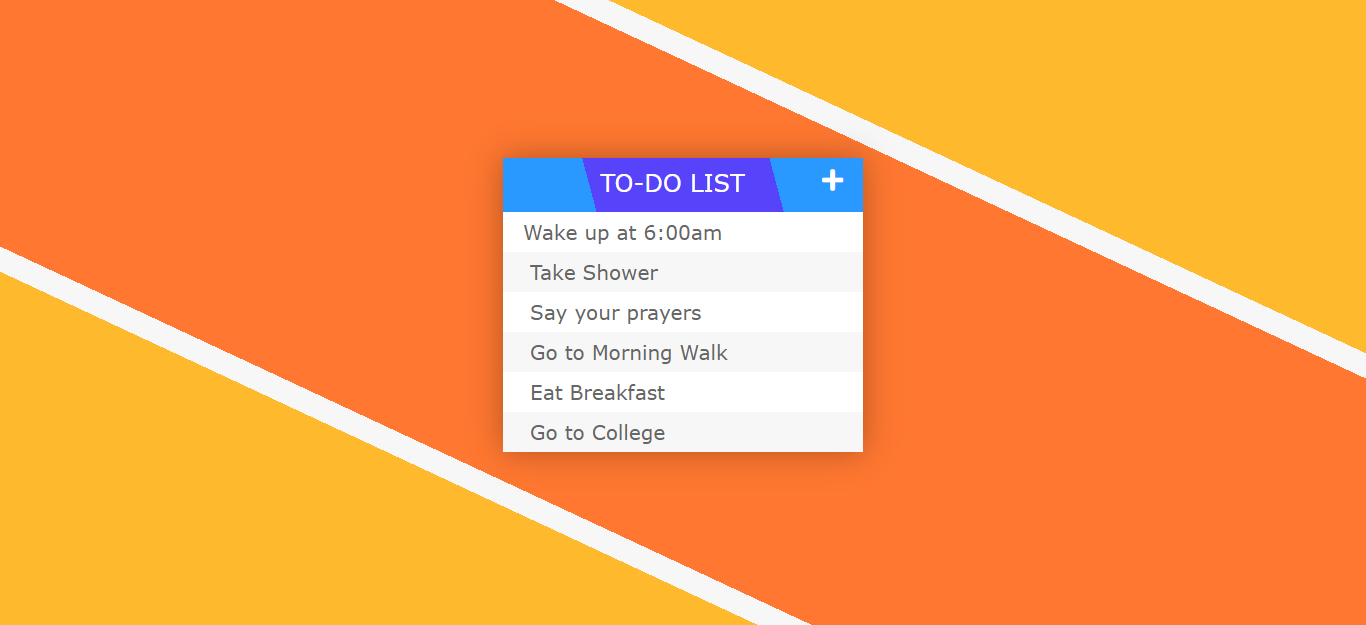 TO-DO LIST +
Wake up at 6:00am
Take Shower
Say your prayers
Go to Morning Walk
Eat Breakfast
Go to College